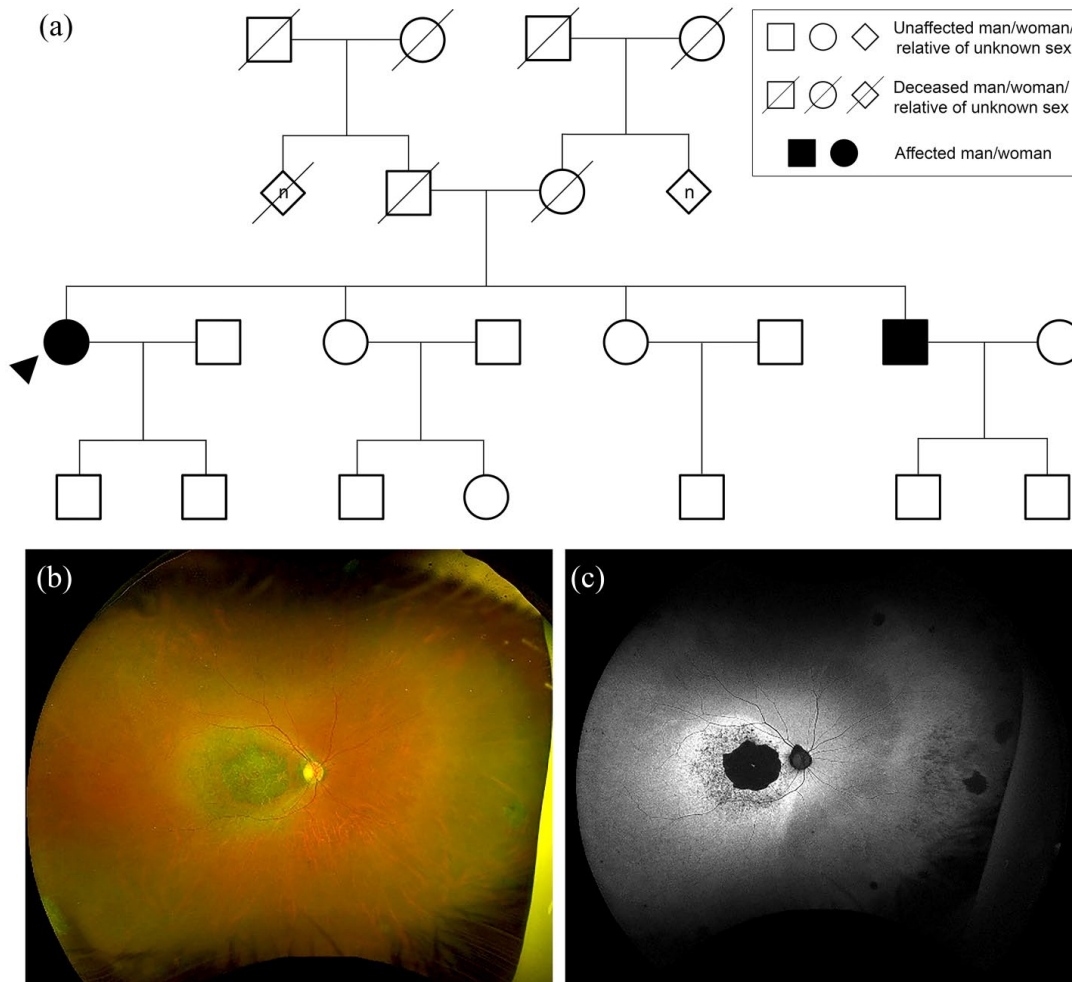 (a)
Unaffected man/woman/
relative of unknown sex
Deceased man/woman/
relative of unknown sex
Affected man/woman
n
n
(b)
(c)